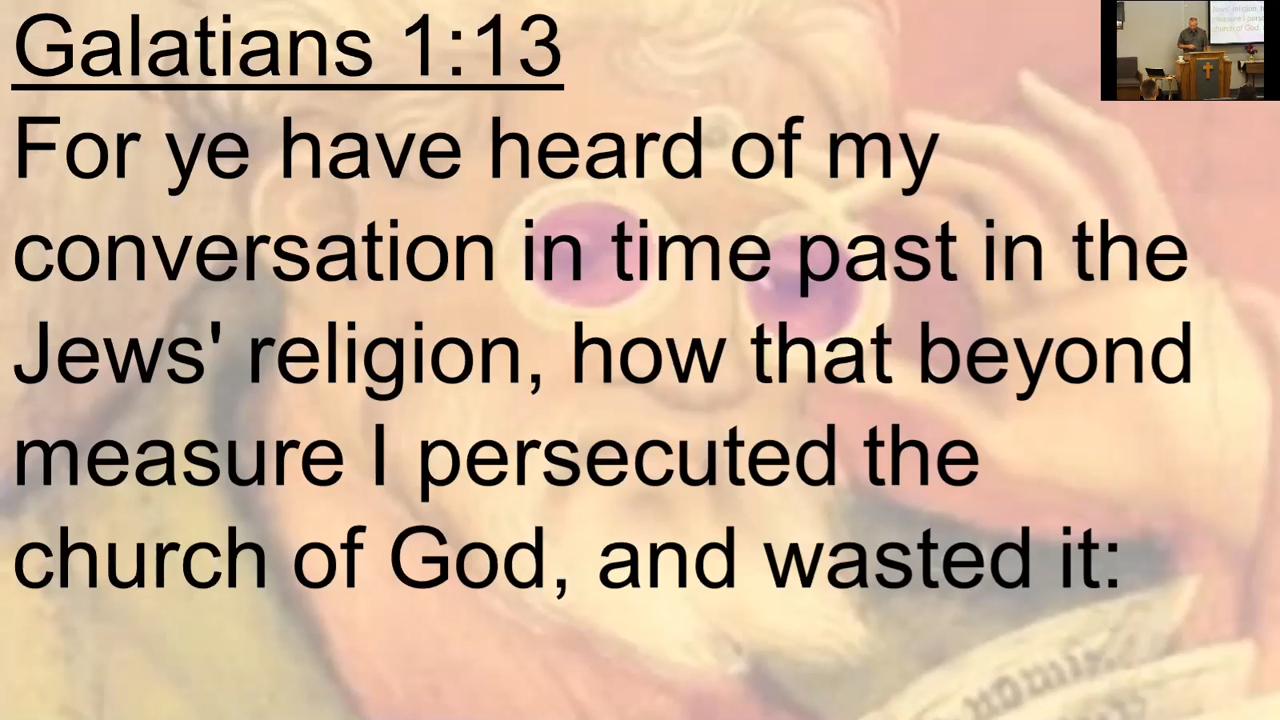 Galatians 1:13
For ye have heard of my
conversation in time past in the
Jews' religion, how that beyond
measure I persecuted the
church of God, and wasted it: